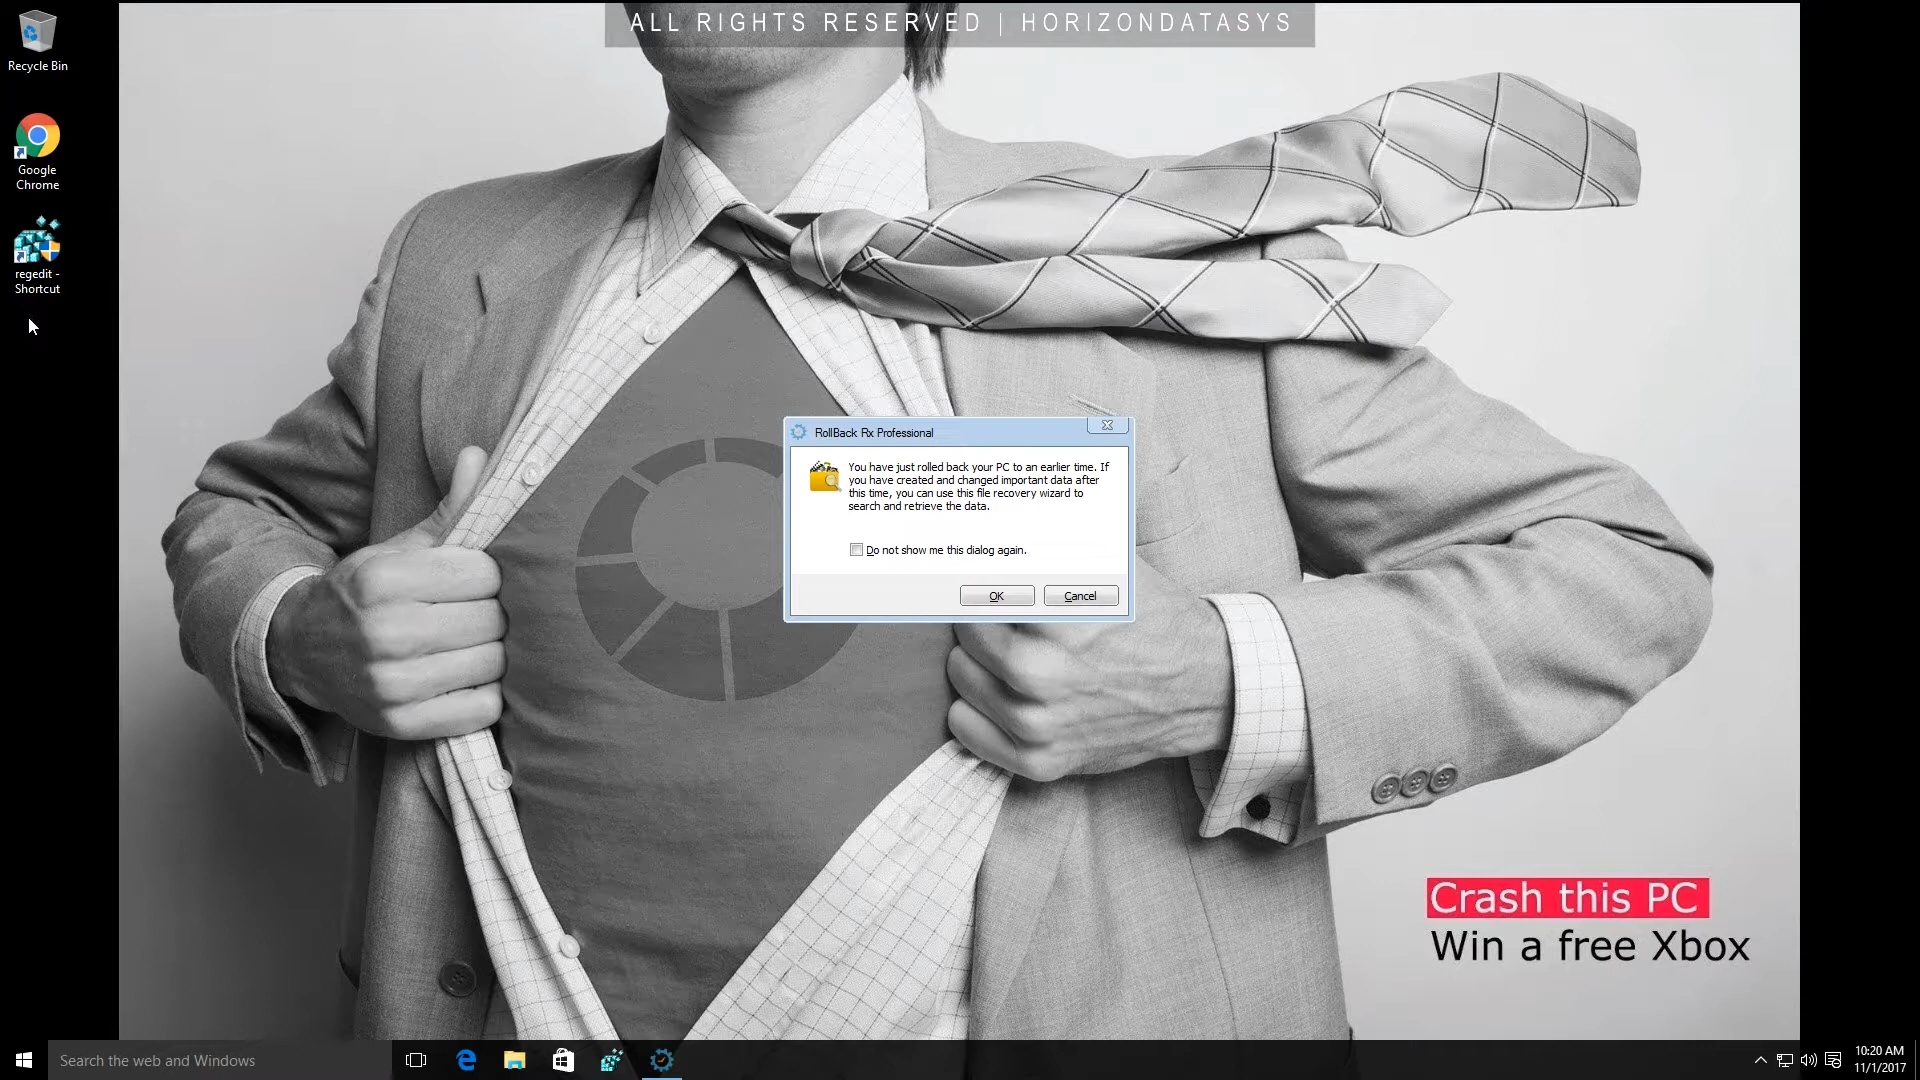 ALL RIGHTS RESERVED | HORIZONDATASYS
Recycle Bin
Google
Chrome
regedit -
Shortcut
RollBack Rx Professional
You have just rolled back your PC to an earlier time. If
you have created and changed important data after
this time, you can use this file recovery wizard to
search and retrieve the data.
Do not show me this dialog again.
OK
Cancel
Crash this PC
Win a free Xbox
Search the web and Windows
10:20 AM
11/1/2017